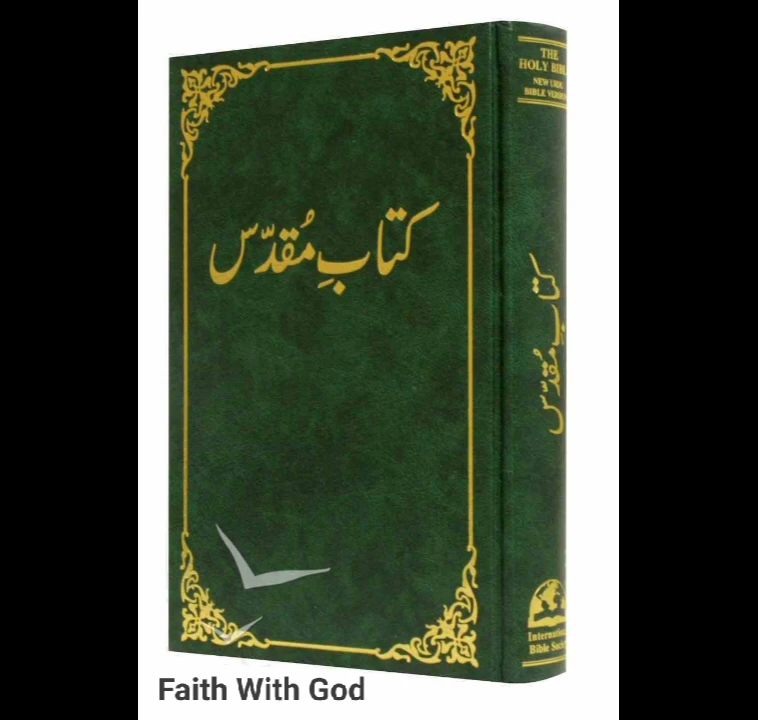 کتابِ مُقدّس
THE
HOLY BIBLE
NEW URDU
BIBLE VERSION
کتابِ مُقدّس
International
Bible Society
Faith With God